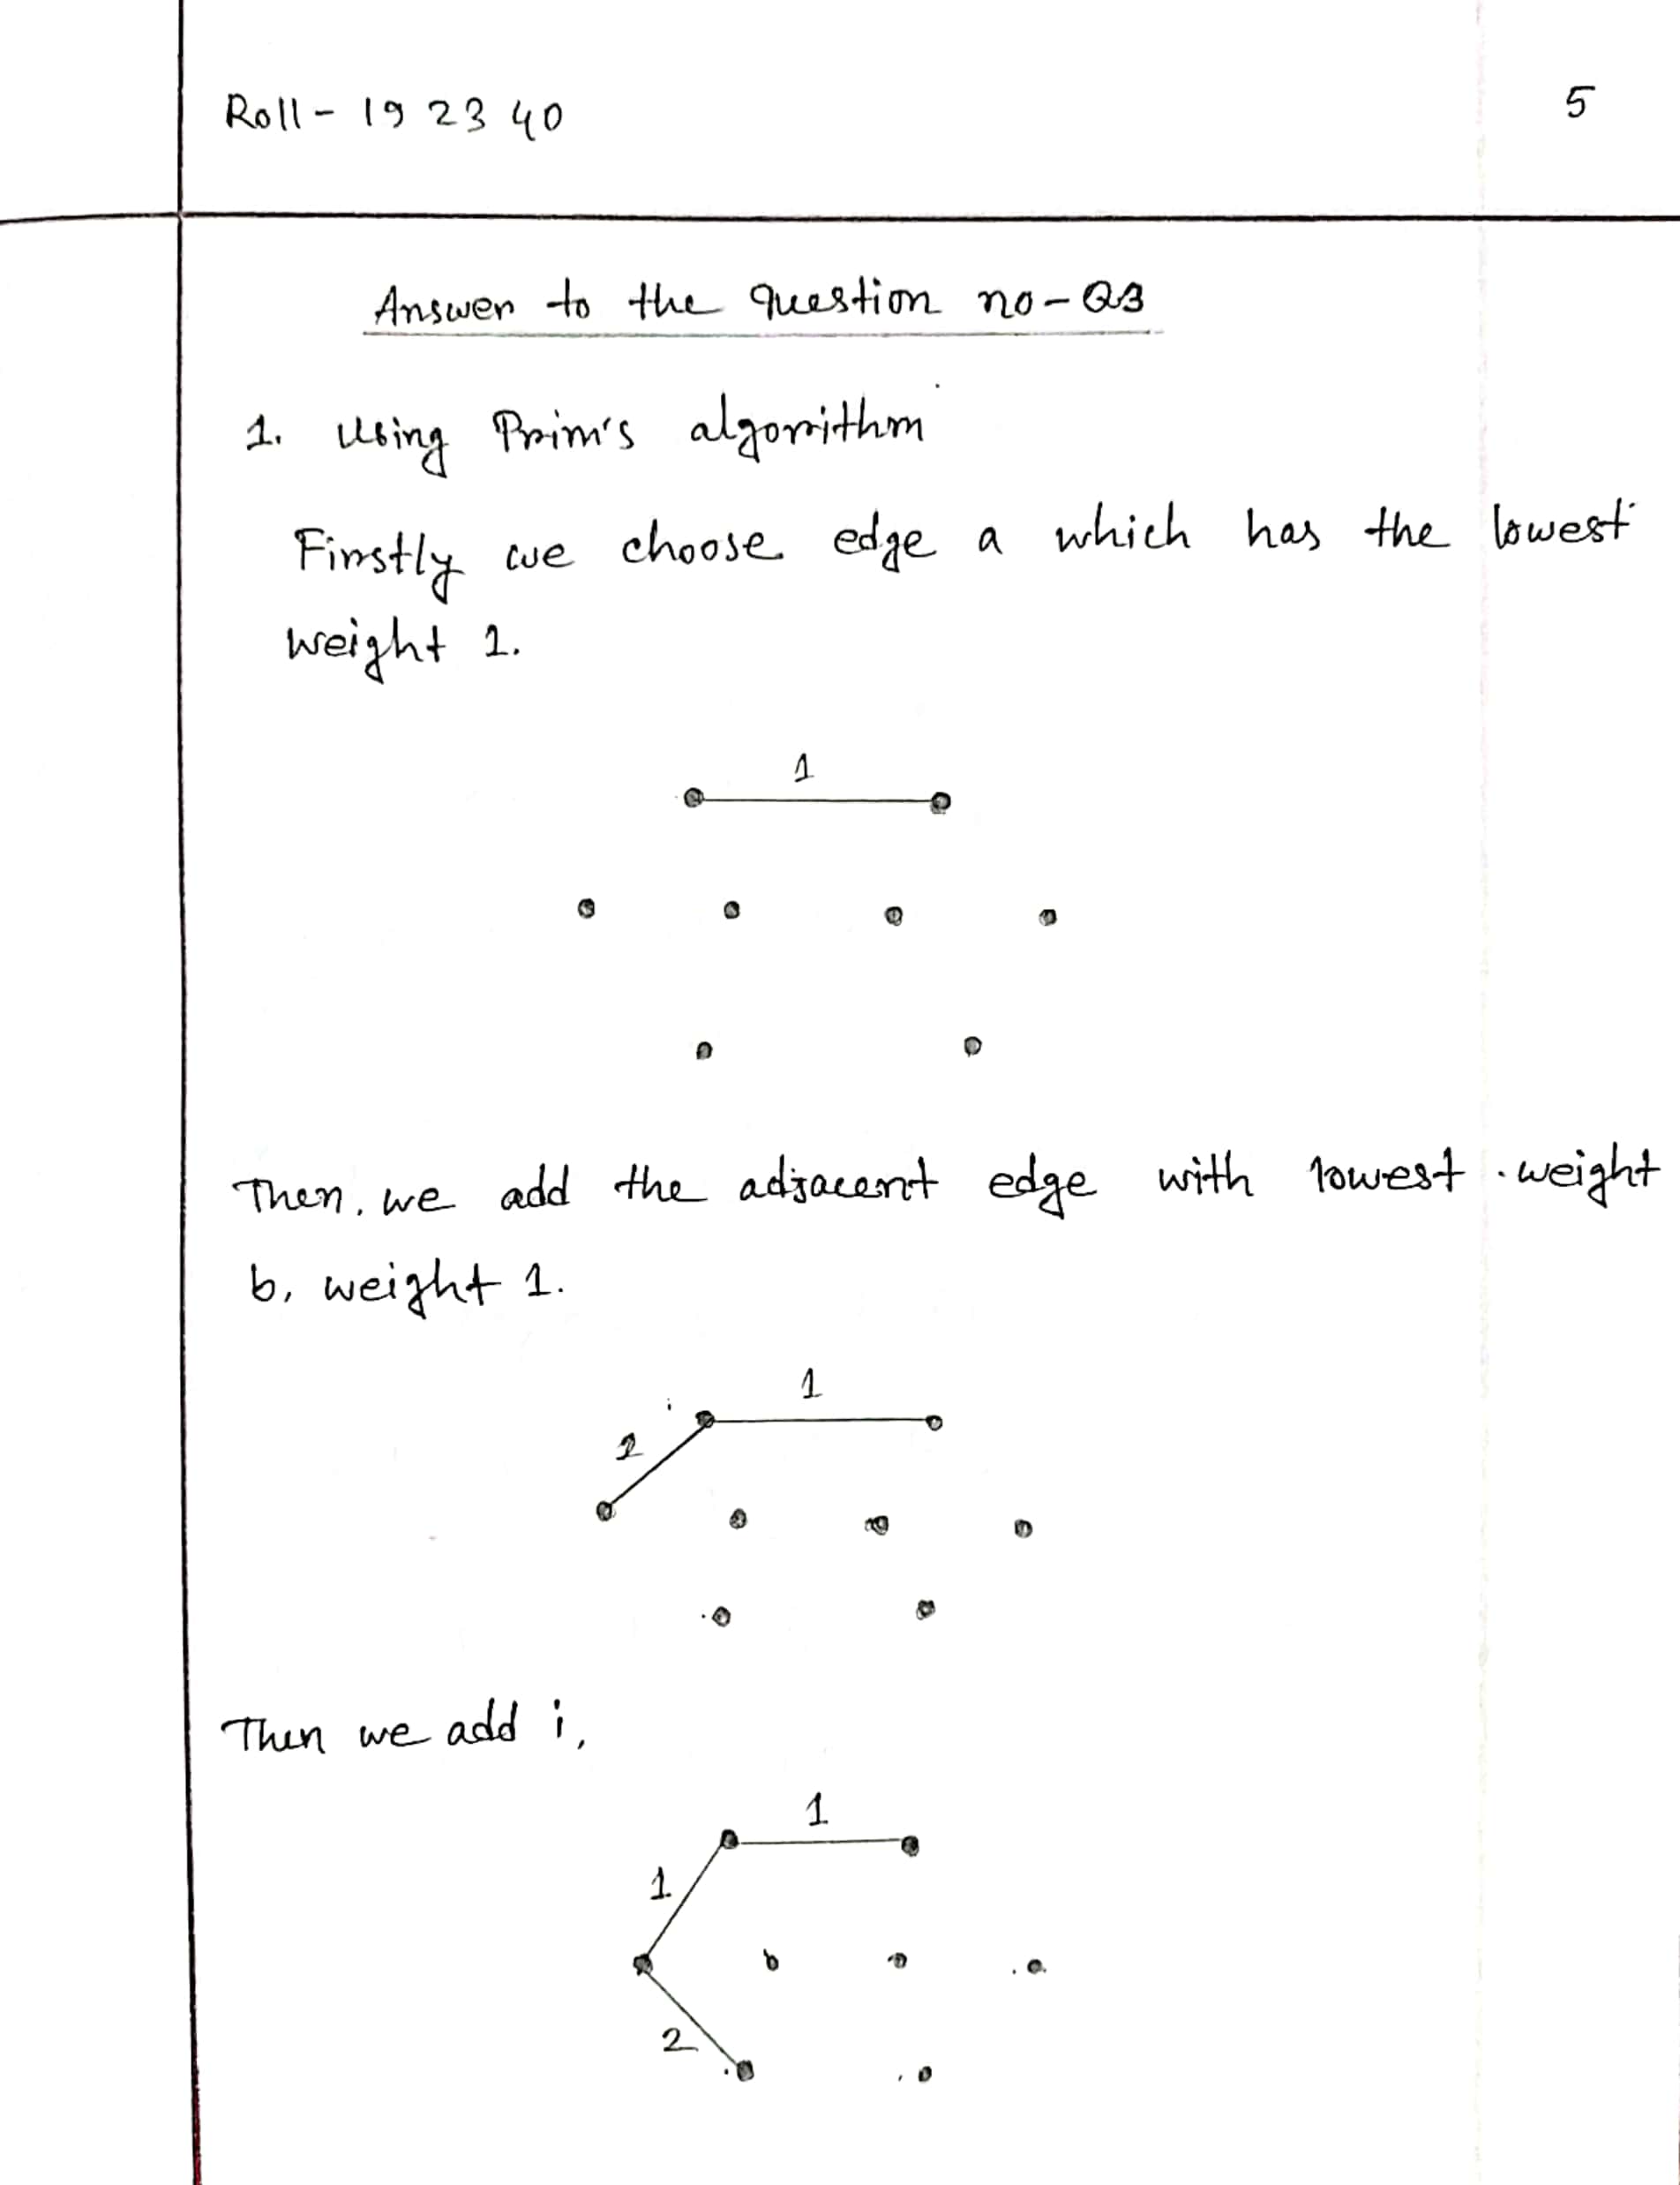 Roll - 19 23 40
5
Answer to the question no - Q3
1. Using Prim's algorithm
Firstly we choose edge a which has the lowest
weight 1.
1
Then, we add the adjacent edge with lowest weight
b, weight 1.
1
1
Then we add i,
1
1
2